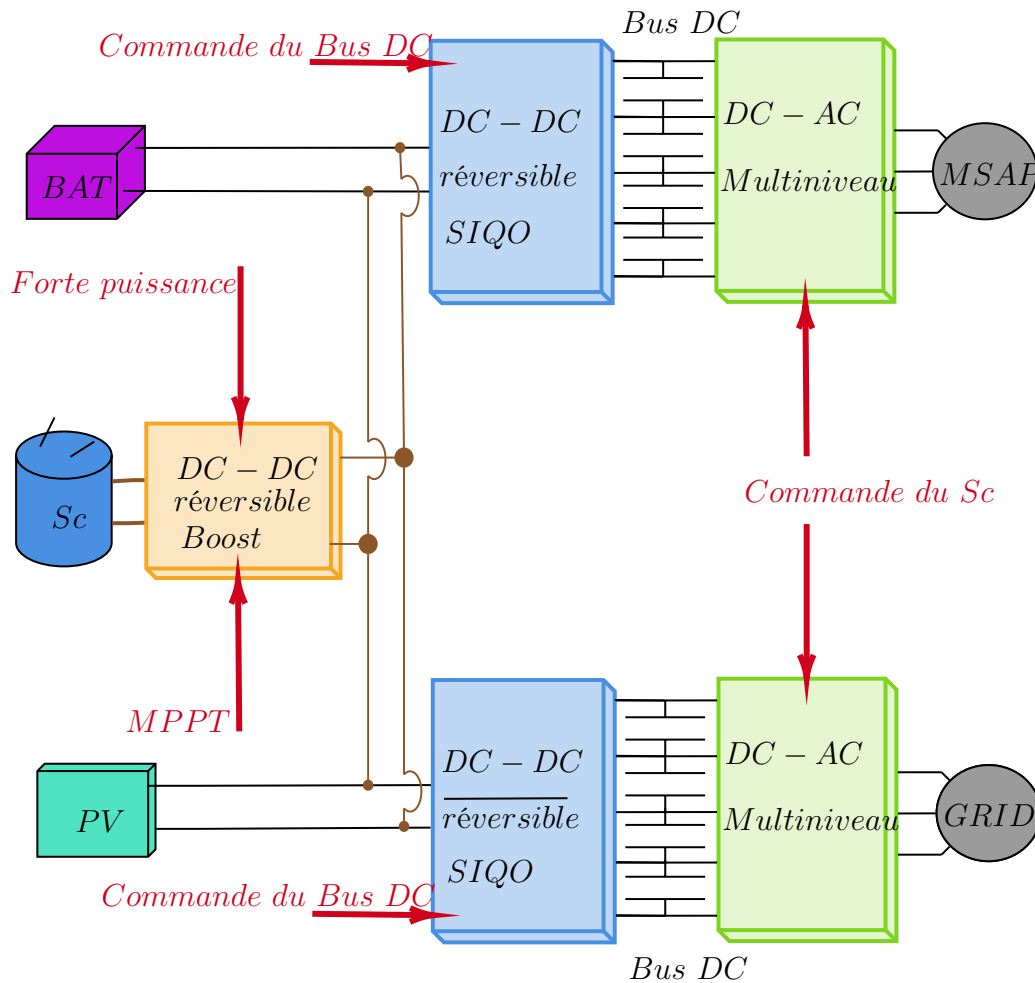 Bus DC
Commande du Bus DC
DC − DC
réversible
SIQO
DC − AC
Multiniveau
BAT
MSAP
Forte puissance
DC − DC
réversible
Boost
Sc
Commande du Sc
MPPT
DC − DC
réversible
SIQO
DC − AC
Multiniveau
PV
GRID
Commande du Bus DC
Bus DC